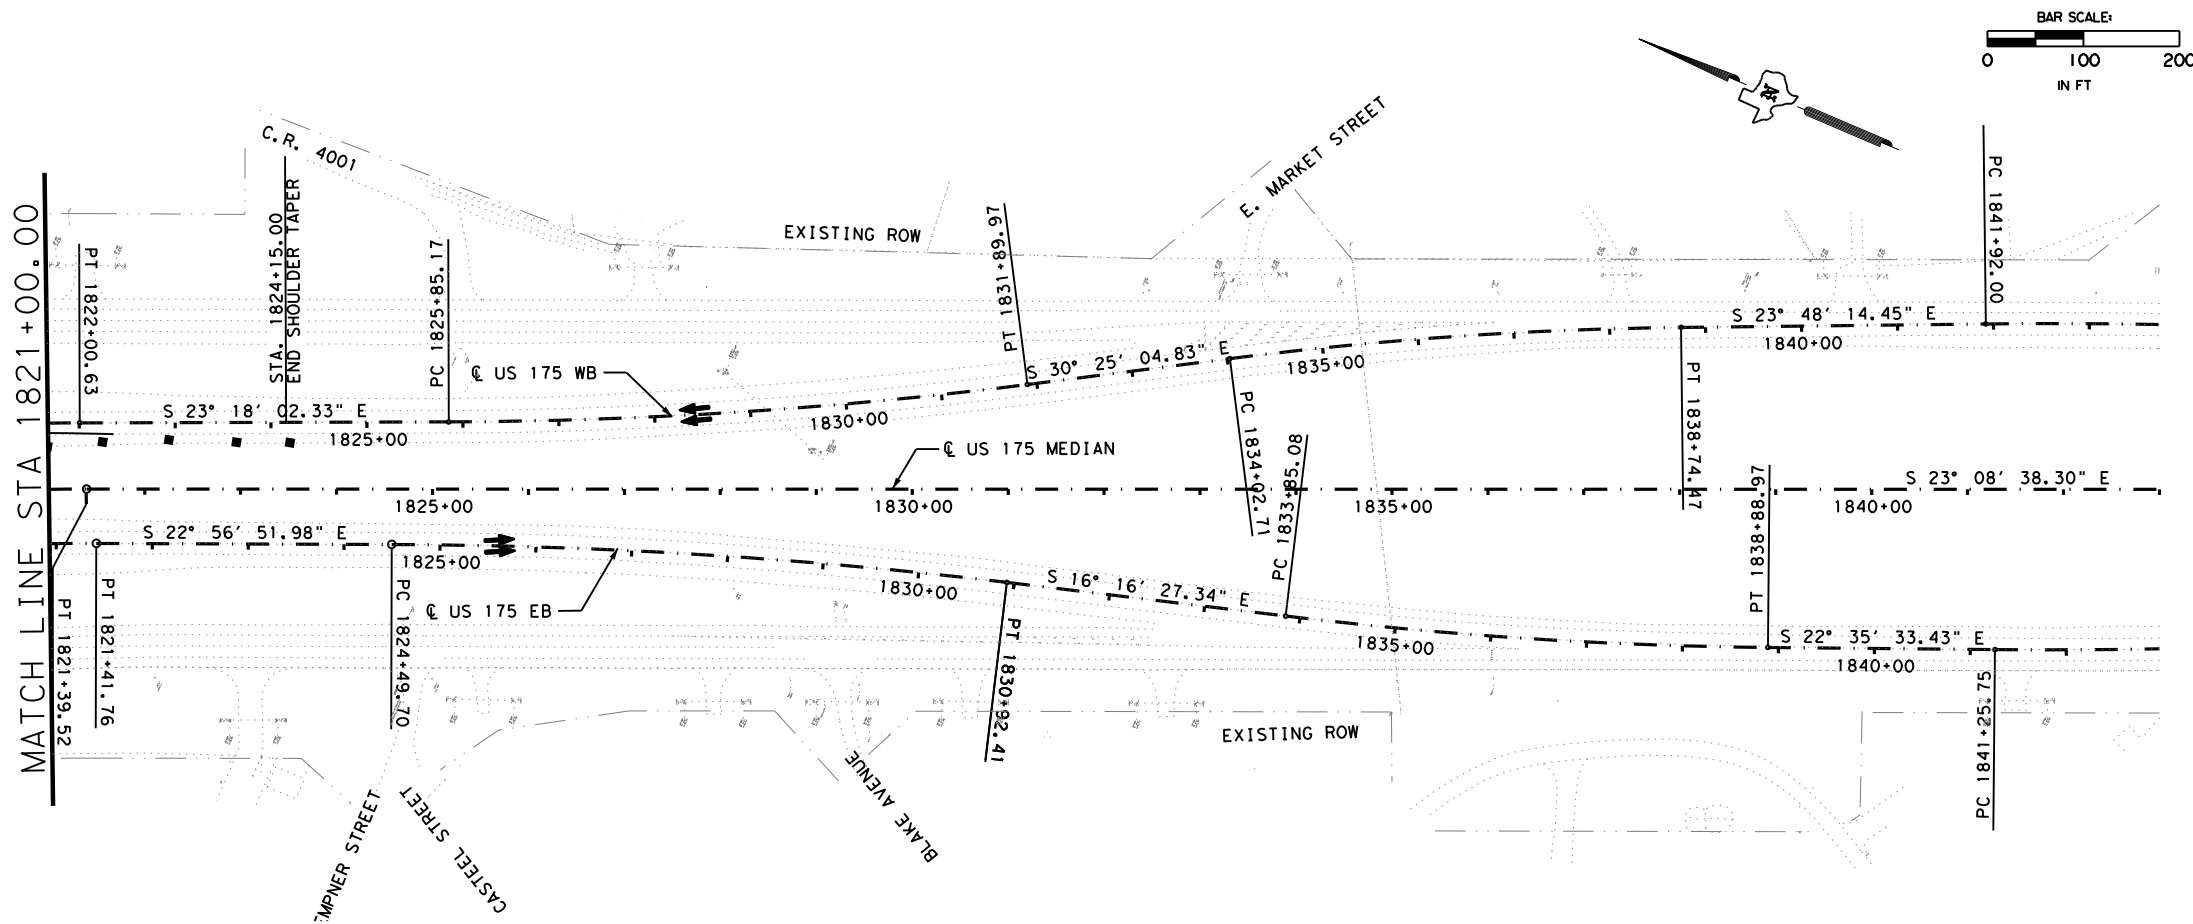 BAR SCALE:
0 100 200
IN FT
N
C.R. 4001
E. MARKET STREET
EXISTING ROW
MATCH LINE STA 1821+00.00
PT 1822+00.63
STA. 1824+15.00
END SHOULDER TAPER
PC 1825+85.17
PT 1831+89.97
PC 1841+92.00
S 23° 48' 14.45" E
1840+00
S 30° 25' 04.83" E
1835+00
℄ US 175 WB
S 23° 18' 02.33" E
1825+00
1830+00
PC 1834+02.71
PT 1838+74.47
℄ US 175 MEDIAN
PC 1833+85.08
PT 1838+88.97
S 23° 08' 38.30" E
1825+00
1830+00
1835+00
1840+00
S 22° 56' 51.98" E
1825+00
1830+00
S 16° 16' 27.34" E
℄ US 175 EB
1835+00
S 22° 35' 33.43" E
1840+00
PT 1821+39.52
PT 1821+41.76
PC 1824+49.70
PT 1830+92.41
PC 1841+25.75
EXISTING ROW
EMPNER STREET
CASTEEL STREET
BLAKE AVENUE